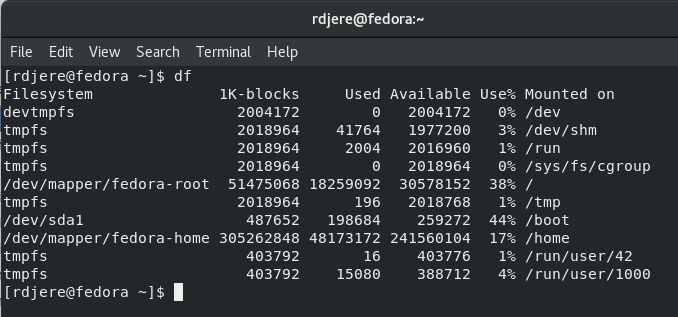 rdjere@fedora:~
File Edit View Search Terminal Help
[rdjere@fedora ~]$ df
Filesystem 1K-blocks Used Available Use% Mounted on
devtmpfs 2004172 0 2004172 0% /dev
tmpfs 2018964 41764 1977200 3% /dev/shm
tmpfs 2018964 2004 2016960 1% /run
tmpfs 2018964 0 2018964 0% /sys/fs/cgroup
/dev/mapper/fedora-root 51475068 18259092 30578152 38% /
tmpfs 2018964 196 2018768 1% /tmp
/dev/sda1 487652 198684 259272 44% /boot
/dev/mapper/fedora-home 305262848 48173172 241560104 17% /home
tmpfs 403792 16 403776 1% /run/user/42
tmpfs 403792 15080 388712 4% /run/user/1000
[rdjere@fedora ~]$